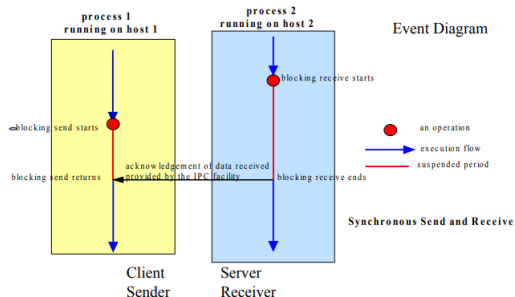 process 1
running on host 1
process 2
running on host 2
Event Diagram
blocking receive starts
blocking send starts
an operation
execution flow
suspended period
acknowledgement of data received
provided by the IPC facility
blocking send returns
blocking receive ends
Synchronous Send and Receive
Client
Sender
Server
Receiver